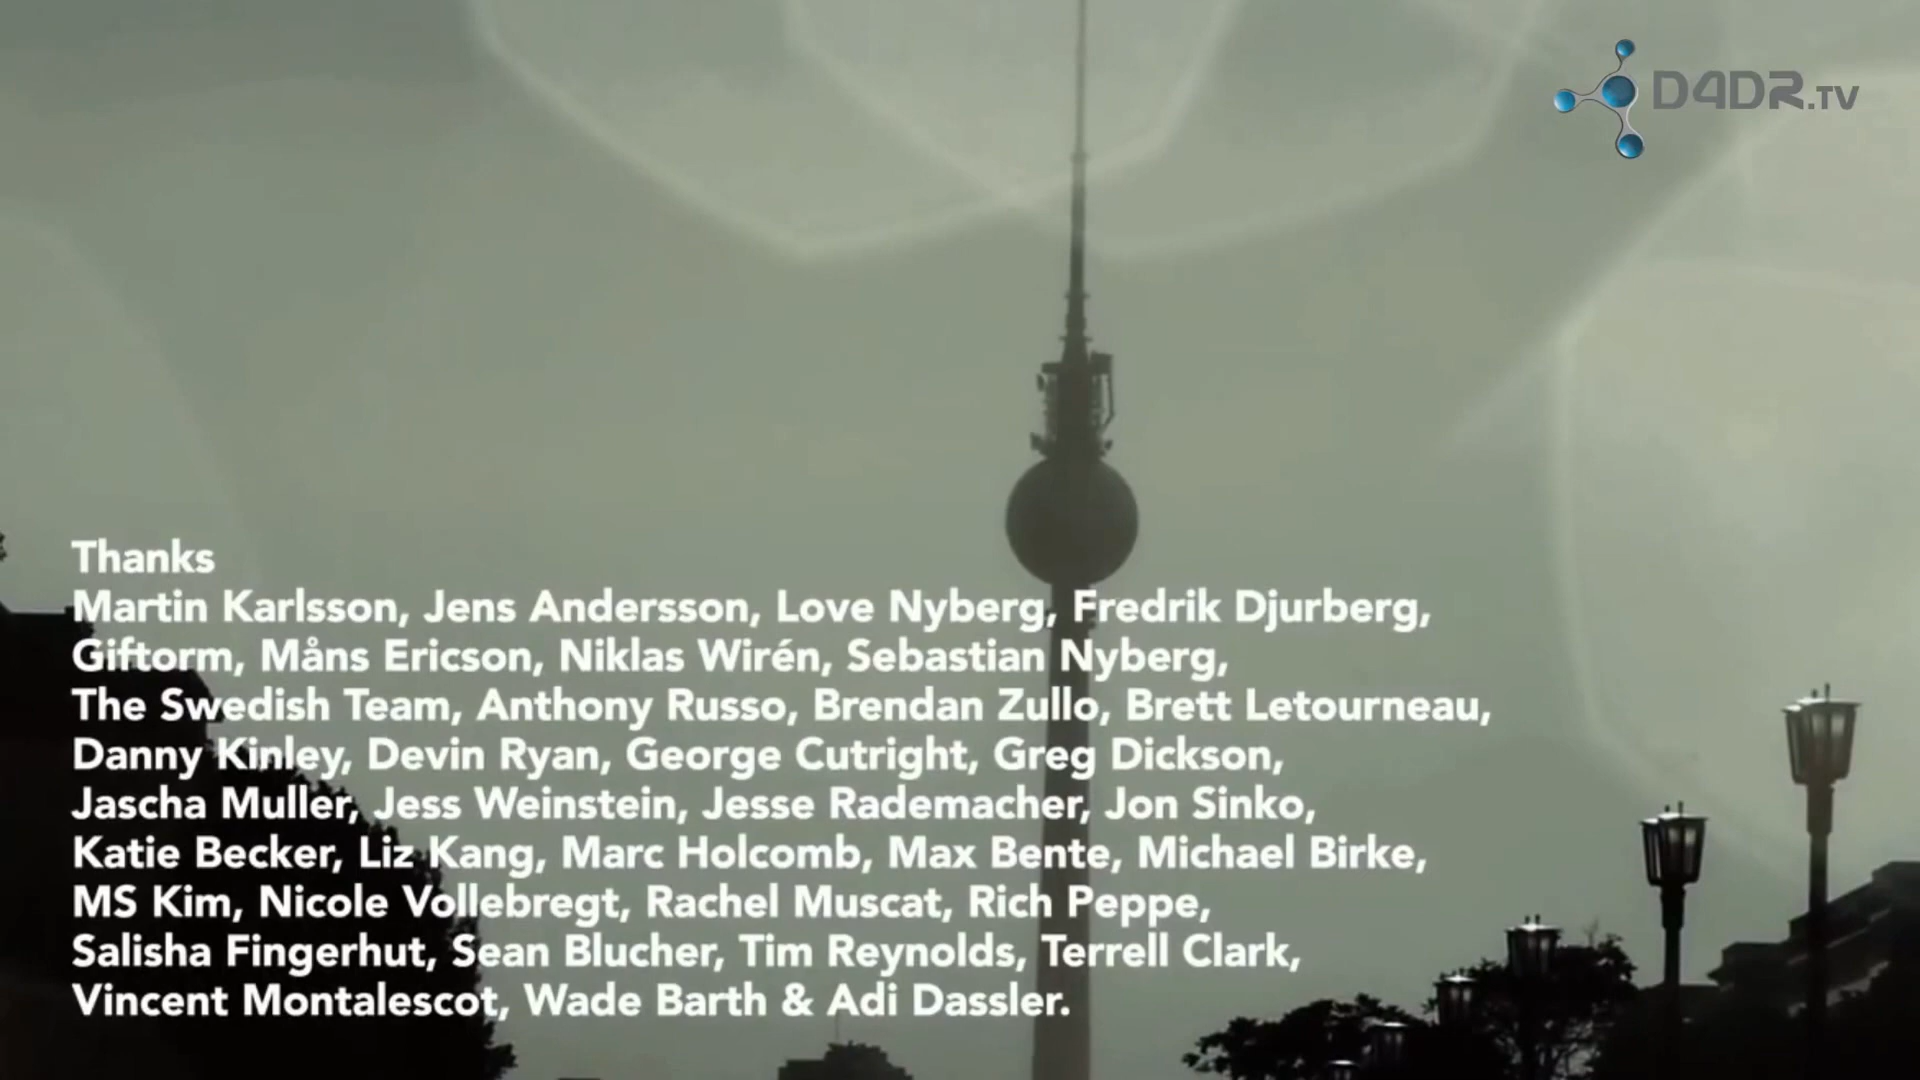 D4DR.TV
Thanks
Martin Karlsson, Jens Andersson, Love Nyberg, Fredrik Djurberg,
Giftorm, Måns Ericson, Niklas Wirén, Sebastian Nyberg,
The Swedish Team, Anthony Russo, Brendan Zullo, Brett Letourneau,
Danny Kinley, Devin Ryan, George Cutright, Greg Dickson,
Jascha Muller, Jess Weinstein, Jesse Rademacher, Jon Sinko,
Katie Becker, Liz Kang, Marc Holcomb, Max Bente, Michael Birke,
MS Kim, Nicole Vollebregt, Rachel Muscat, Rich Peppe,
Salisha Fingerhut, Sean Blucher, Tim Reynolds, Terrell Clark,
Vincent Montalescot, Wade Barth & Adi Dassler.